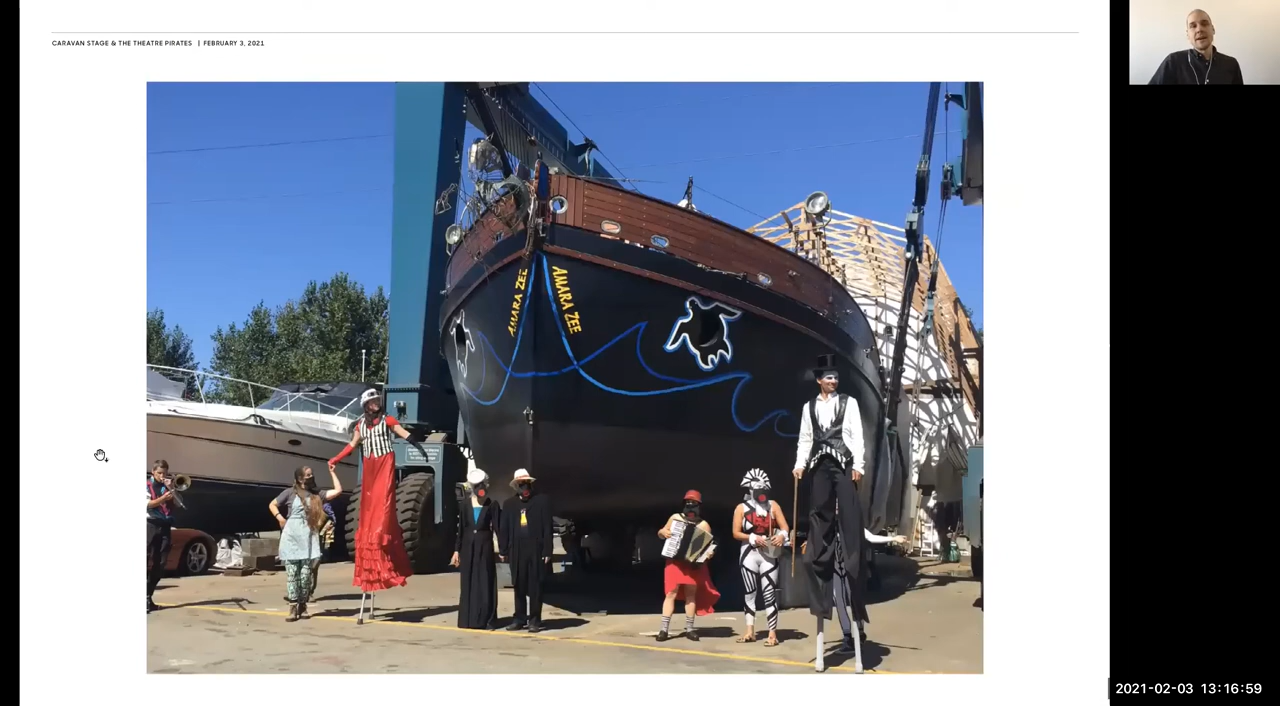 CARAVAN STAGE & THE THEATRE PIRATES | FEBRUARY 3, 2021
AMARA ZEE
AMARA ZEE
2021-02-03 13:16:59